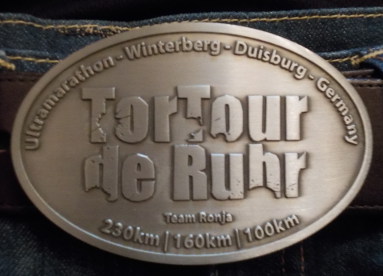 Ultramarathon - Winterberg - Duisburg - Germany
TorTour
de Ruhr
Team Ronja
230km | 160km | 100km